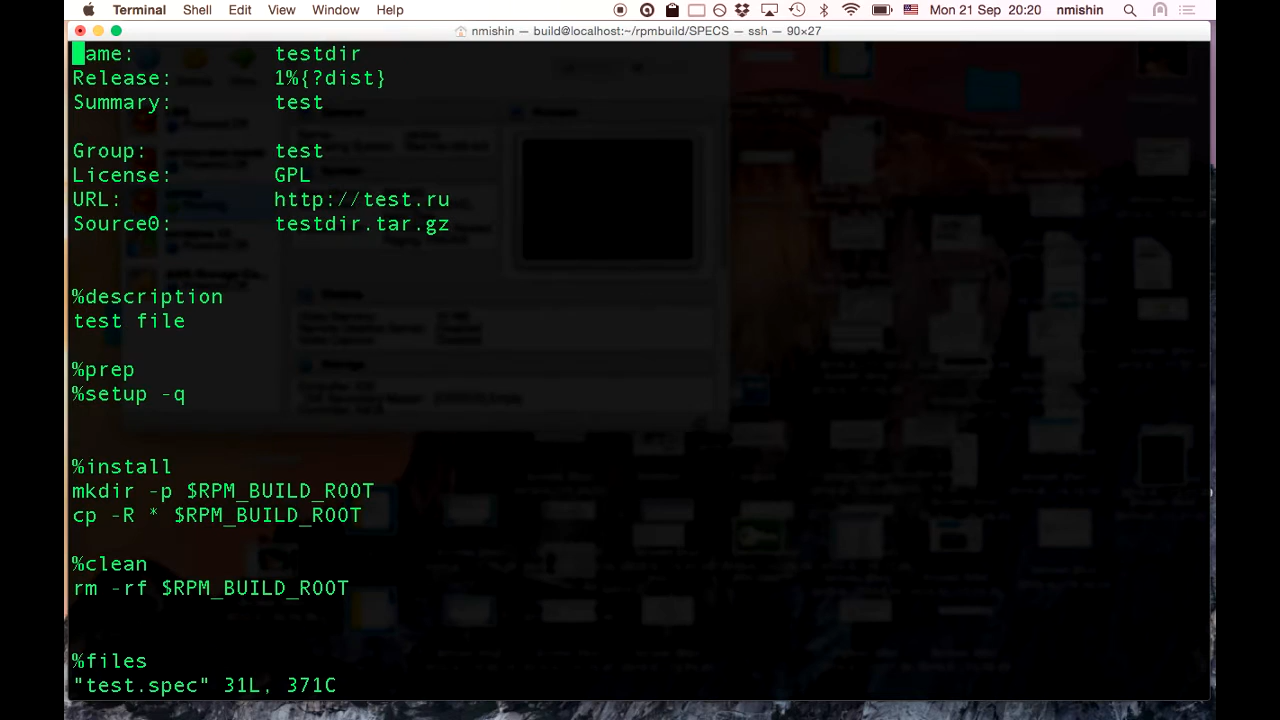 Terminal Shell Edit View Window Help Mon 21 Sep 20:20 nmishin
nmishin — build@localhost:~/rpmbuild/SPECS — ssh — 90×27
ame: testdir
Release: 1%{?dist}
Summary: test
Group: test
License: GPL
URL: http://test.ru
Source0: testdir.tar.gz
%description
test file
%prep
%setup -q
%install
mkdir -p $RPM_BUILD_ROOT
cp -R * $RPM_BUILD_ROOT
%clean
rm -rf $RPM_BUILD_ROOT
%files
"test.spec" 31L, 371C